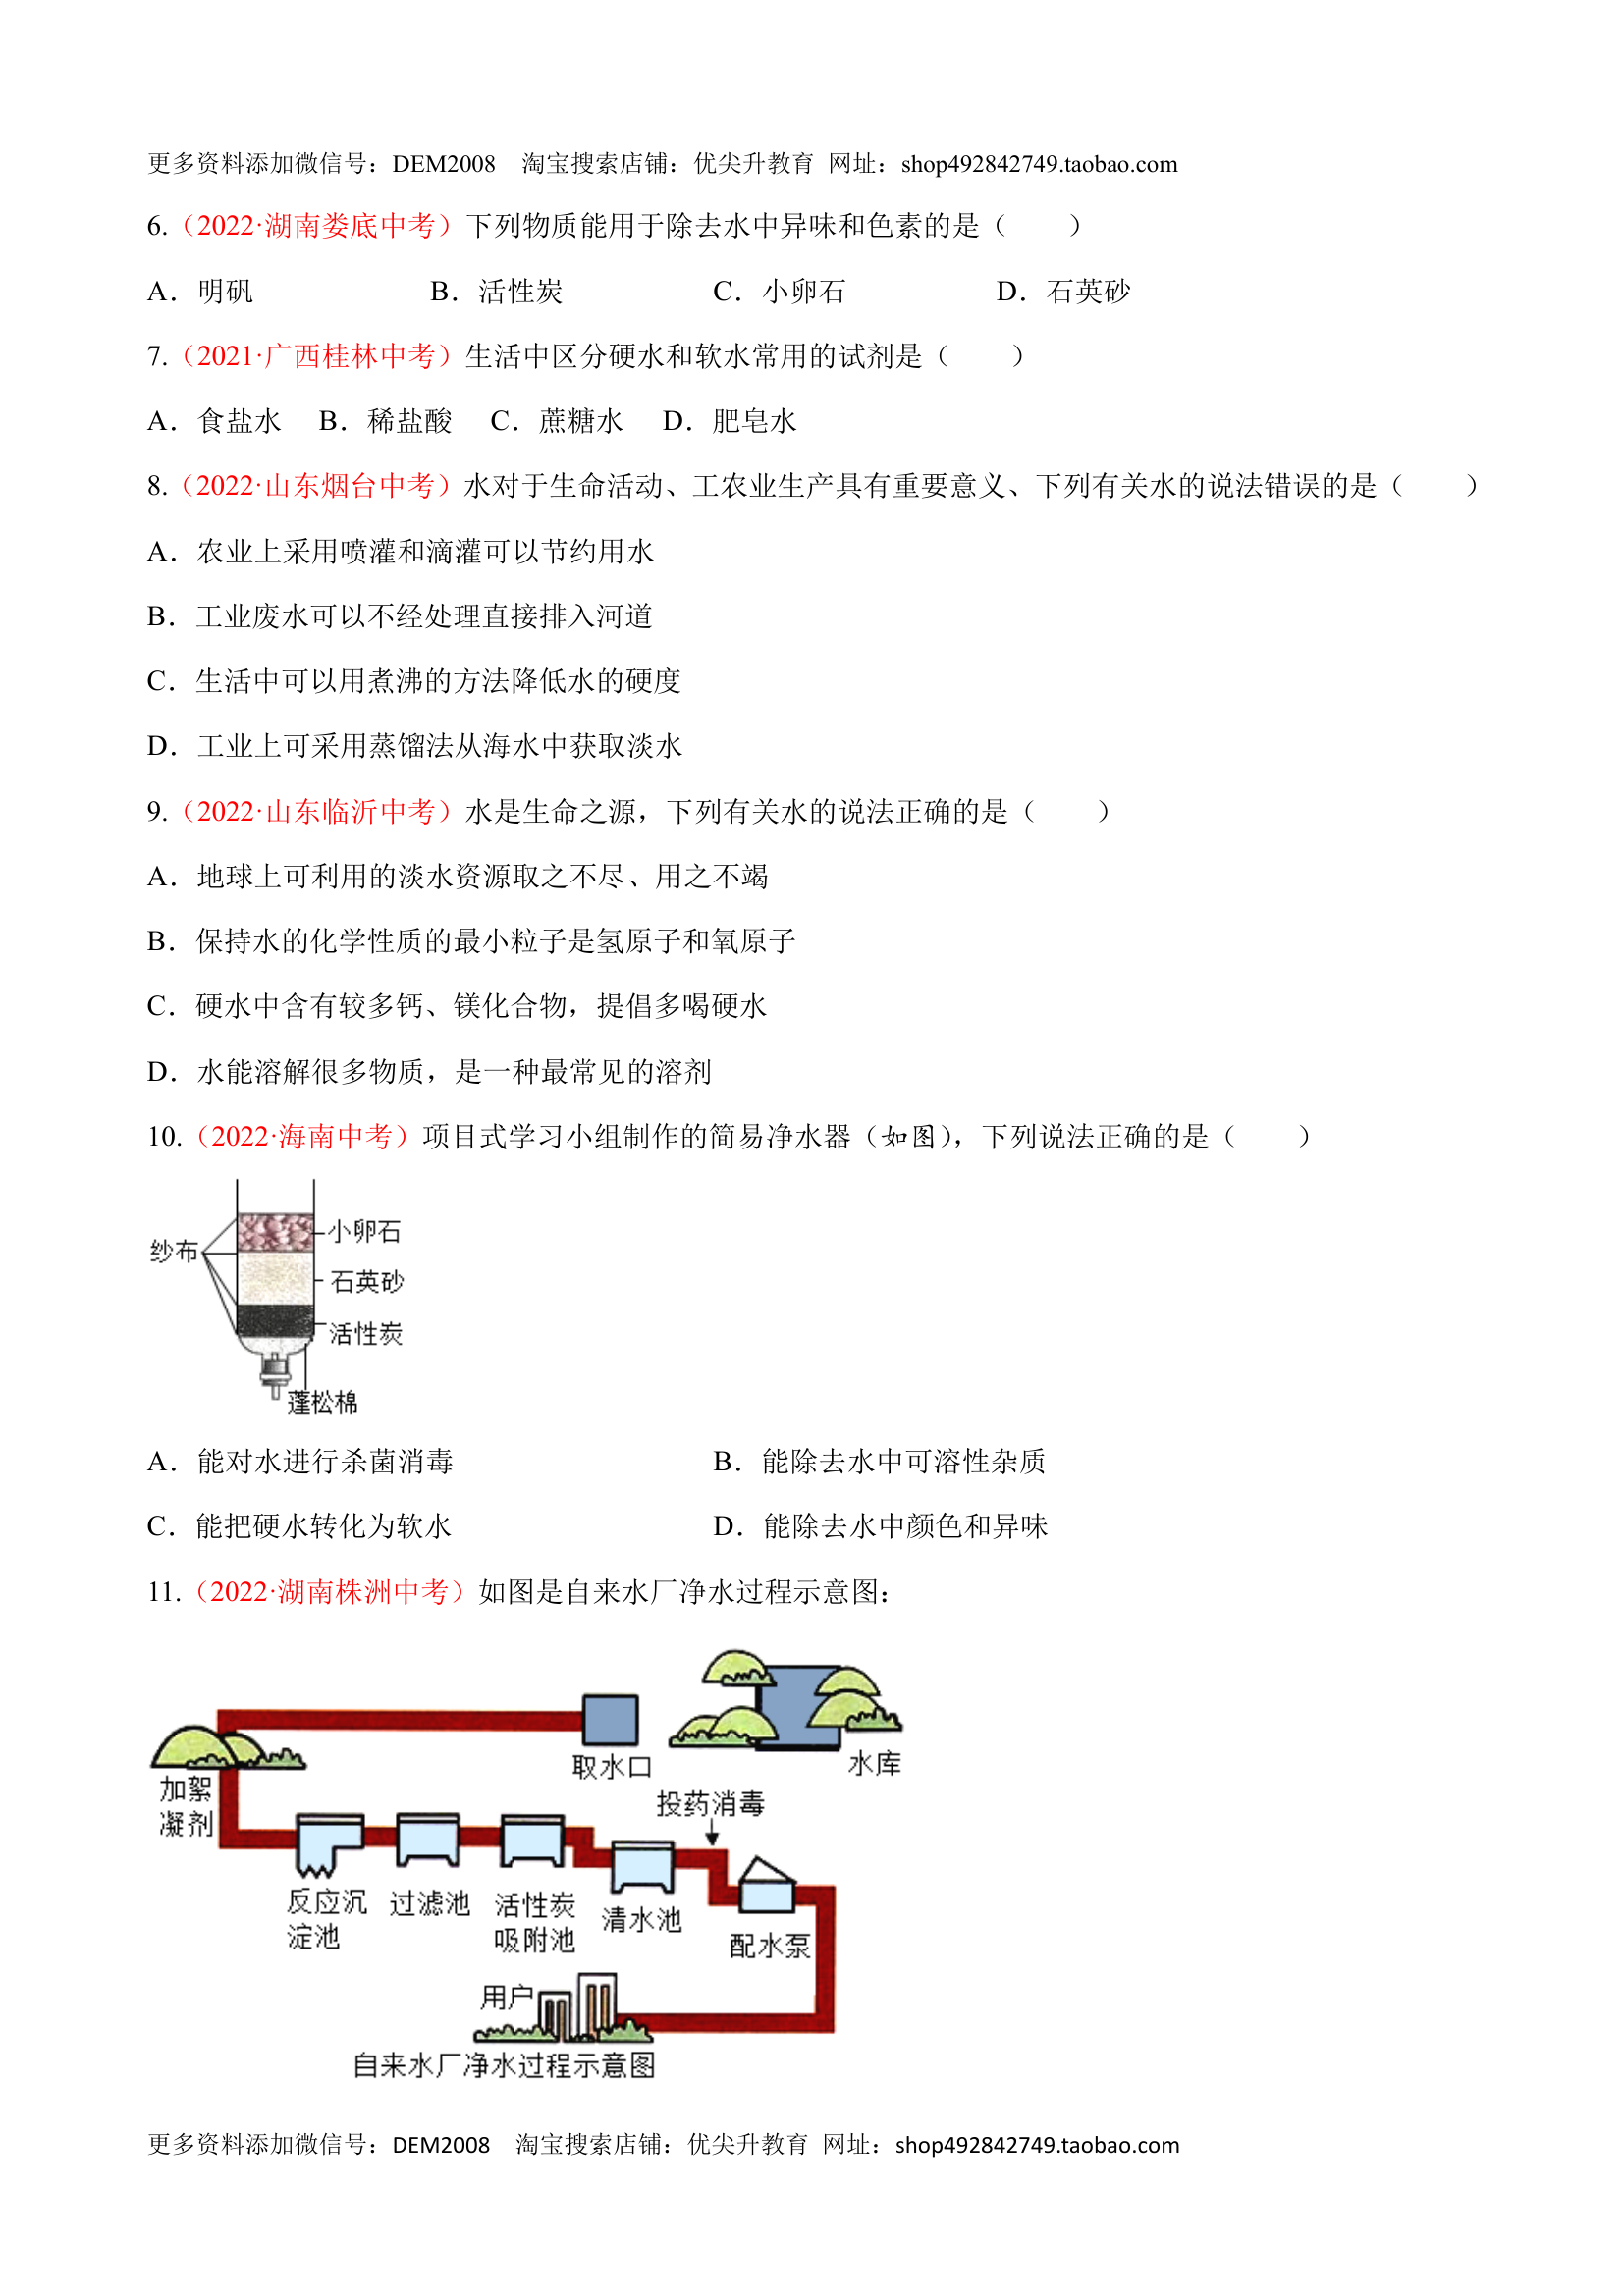 更多资料添加微信号：DEM2008　淘宝搜索店铺：优尖升教育 网址：shop492842749.taobao.com
6.（2022·湖南娄底中考）下列物质能用于除去水中异味和色素的是（　　）
A．明矾　B．活性炭　C．小卵石　D．石英砂
7.（2021·广西桂林中考）生活中区分硬水和软水常用的试剂是（　　）
A．食盐水　B．稀盐酸　C．蔗糖水　D．肥皂水
8.（2022·山东烟台中考）水对于生命活动、工农业生产具有重要意义、下列有关水的说法错误的是（　　）
A．农业上采用喷灌和滴灌可以节约用水
B．工业废水可以不经处理直接排入河道
C．生活中可以用煮沸的方法降低水的硬度
D．工业上可采用蒸馏法从海水中获取淡水
9.（2022·山东临沂中考）水是生命之源，下列有关水的说法正确的是（　　）
A．地球上可利用的淡水资源取之不尽、用之不竭
B．保持水的化学性质的最小粒子是氢原子和氧原子
C．硬水中含有较多钙、镁化合物，提倡多喝硬水
D．水能溶解很多物质，是一种最常见的溶剂
10.（2022·海南中考）项目式学习小组制作的简易净水器（如图），下列说法正确的是（　　）
小卵石
纱布
石英砂
活性炭
蓬松棉
A．能对水进行杀菌消毒　B．能除去水中可溶性杂质
C．能把硬水转化为软水　D．能除去水中颜色和异味
11.（2022·湖南株洲中考）如图是自来水厂净水过程示意图：
取水口
水库
加絮
凝剂
投药消毒
反应沉
淀池
过滤池
活性炭
吸附池
清水池
配水泵
用户
自来水厂净水过程示意图
更多资料添加微信号：DEM2008　淘宝搜索店铺：优尖升教育 网址：shop492842749.taobao.com